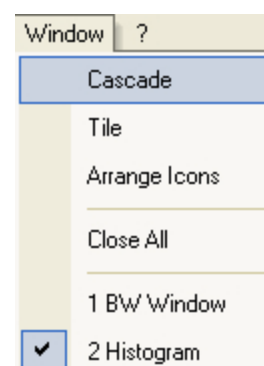 Window ?
Cascade
Tile
Arrange Icons
Close All
1 BW Window
2 Histogram